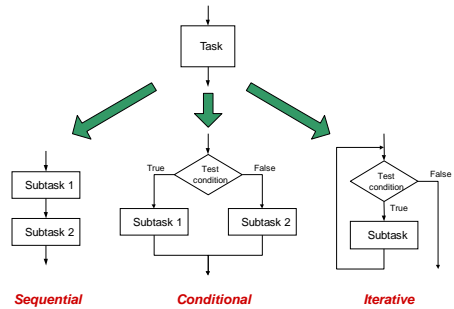 Task
Subtask 1
Subtask 2
Sequential
True
False
Test
condition
Subtask 1
Subtask 2
Conditional
Test
condition
False
True
Subtask
Iterative